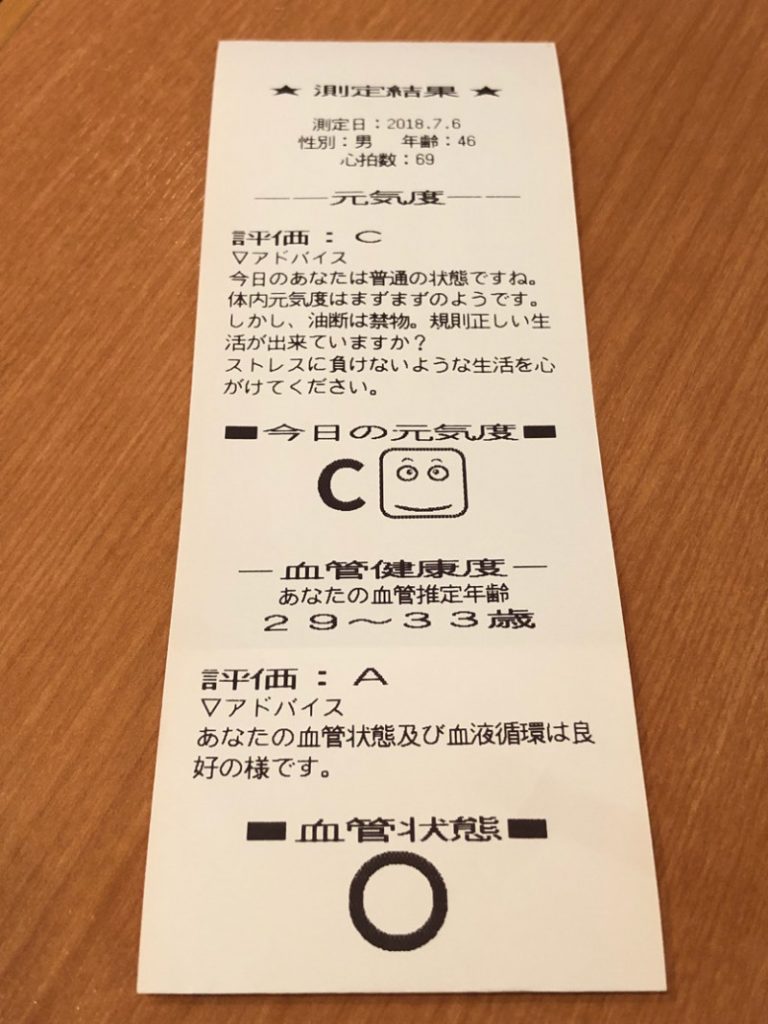 ★ 測定結果 ★
測定日：2018.7.6
性別：男　年齢：46
心拍数：69
――元気度――
評価：C
▽アドバイス
今日のあなたは普通の状態ですね。
体内元気度はまずまずのようです。
しかし、油断は禁物。規則正しい生
活が出来ていますか？
ストレスに負けないような生活を心
がけてください。
■今日の元気度■
C
―血管健康度―
あなたの血管推定年齢
２９～３３歳
評価：A
▽アドバイス
あなたの血管状態及び血液循環は良
好の様です。
■血管状態■